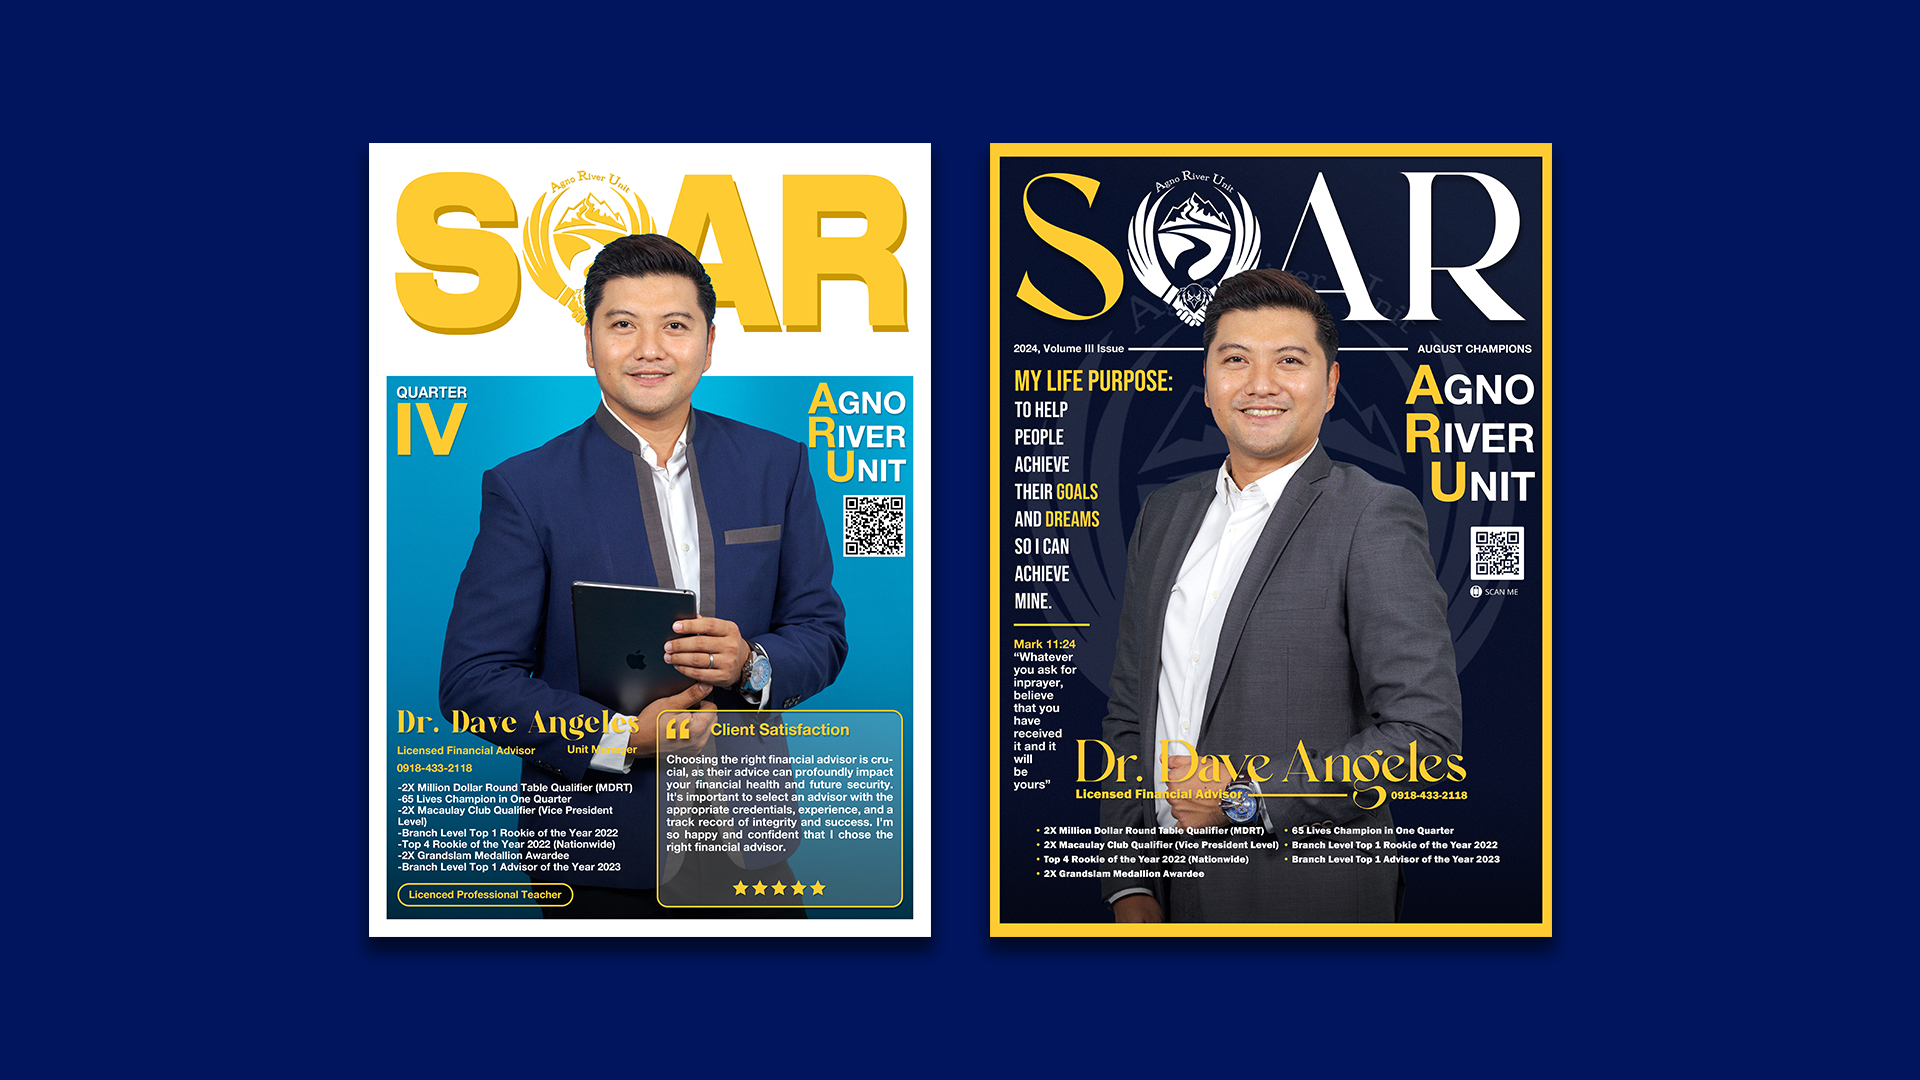 SOAR
Agno River Unit
QUARTER
IV
AGNO
RIVER
UNIT
Dr. Dave Angeles
Licensed Financial Advisor Unit Manager
0918-433-2118
-2X Million Dollar Round Table Qualifier (MDRT)
-65 Lives Champion in One Quarter
-2X Macaulay Club Qualifier (Vice President
Level)
-Branch Level Top 1 Rookie of the Year 2022
-Top 4 Rookie of the Year 2022 (Nationwide)
-2X Grandslam Medallion Awardee
-Branch Level Top 1 Advisor of the Year 2023
Licenced Professional Teacher
“ Client Satisfaction
Choosing the right financial advisor is cru-
cial, as their advice can profoundly impact
your financial health and future security.
It's important to select an advisor with the
appropriate credentials, experience, and a
track record of integrity and success. I'm
so happy and confident that I chose the
right financial advisor.
SOAR
Agno River Unit
Agno River Unit
2024, Volume III Issue
AUGUST CHAMPIONS
MY LIFE PURPOSE:
TO HELP
PEOPLE
ACHIEVE
THEIR GOALS
AND DREAMS
SO I CAN
ACHIEVE
MINE.
AGNO
RIVER
UNIT
SCAN ME
Mark 11:24
“Whatever
you ask for
inprayer,
believe
that you
have
received
it and it
will
be
yours”
Dr. Dave Angeles
Licensed Financial Advisor 0918-433-2118
• 2X Million Dollar Round Table Qualifier (MDRT)
• 2X Macaulay Club Qualifier (Vice President Level)
• Top 4 Rookie of the Year 2022 (Nationwide)
• 2X Grandslam Medallion Awardee
• 65 Lives Champion in One Quarter
• Branch Level Top 1 Rookie of the Year 2022
• Branch Level Top 1 Advisor of the Year 2023